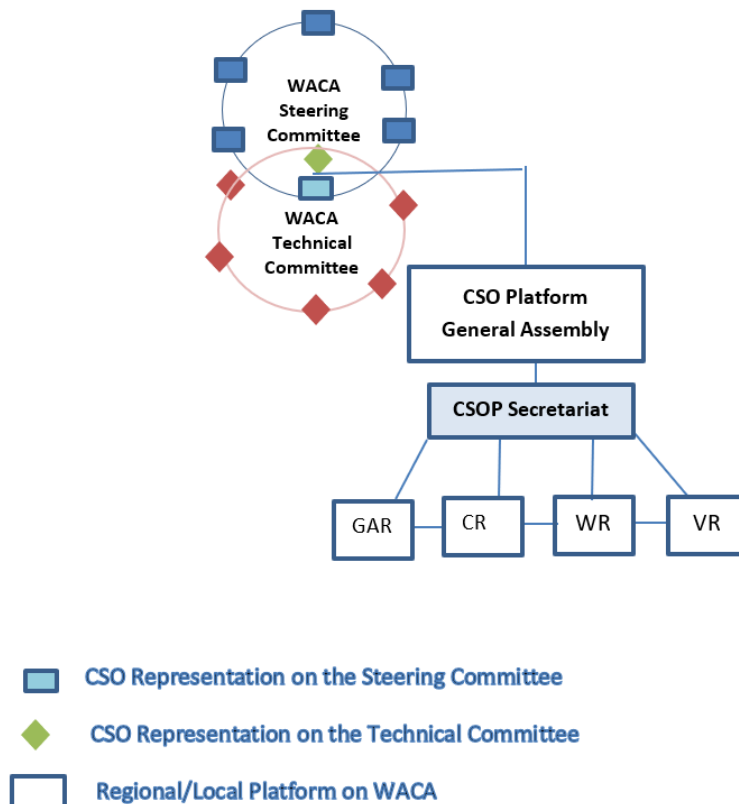 WACA
Steering
Committee
WACA
Technical
Committee
CSO Platform
General Assembly
CSOP Secretariat
GAR CR WR VR
CSO Representation on the Steering Committee
CSO Representation on the Technical Committee
Regional/Local Platform on WACA